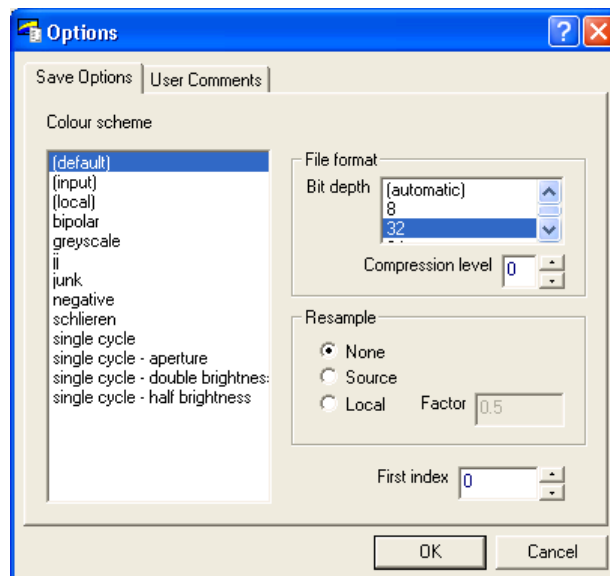 Options
Save Options
User Comments
Colour scheme
(default)
(input)
(local)
bipolar
greyscale
jj
junk
negative
schlieren
single cycle
single cycle - aperture
single cycle - double brightnes
single cycle - half brightness
File format
Bit depth
(automatic)
8
32
Compression level
0
Resample
None
Source
Local
Factor
0.5
First index
0
OK
Cancel